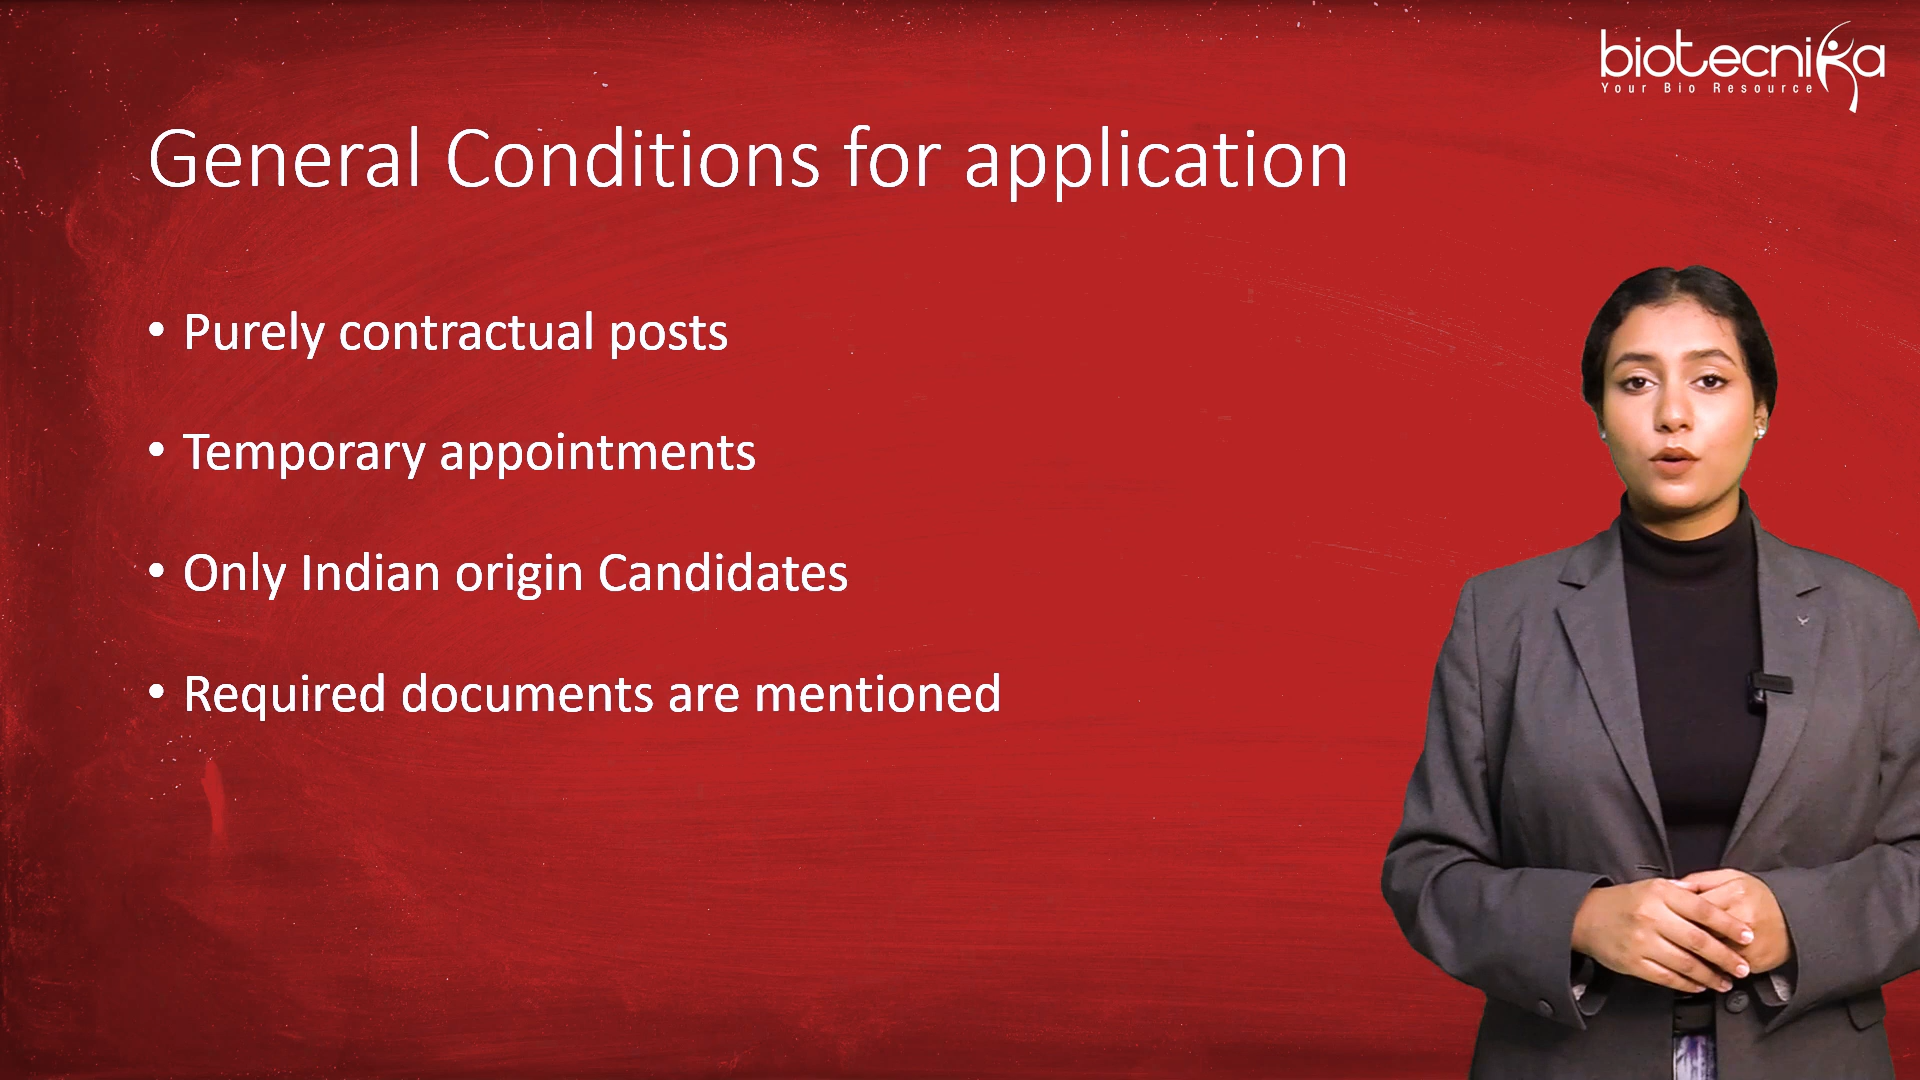 biotecnika
Your Bio Resource
General Conditions for application
• Purely contractual posts
• Temporary appointments
• Only Indian origin Candidates
• Required documents are mentioned